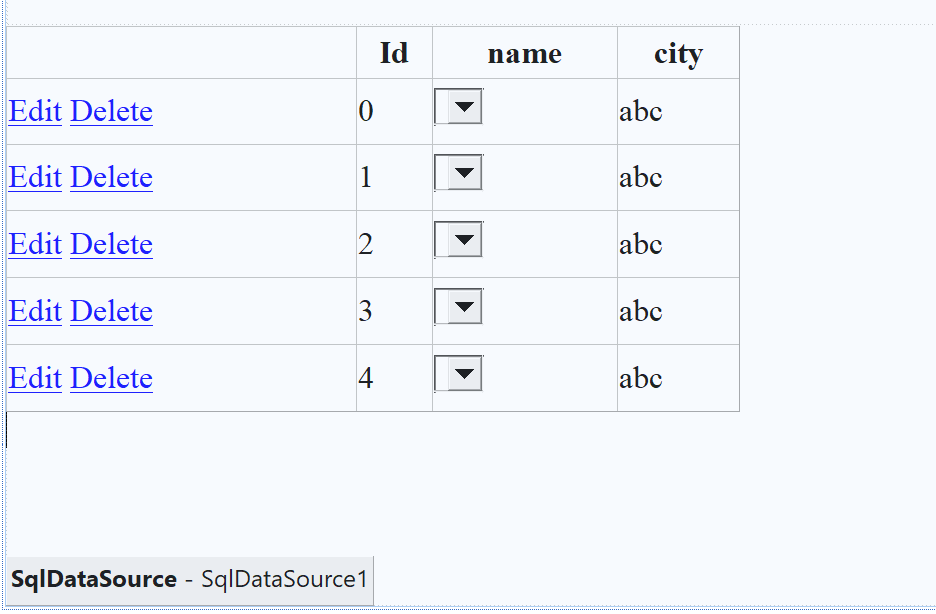 Id name city
Edit Delete 0 abc
Edit Delete 1 abc
Edit Delete 2 abc
Edit Delete 3 abc
Edit Delete 4 abc
SqlDataSource - SqlDataSource1